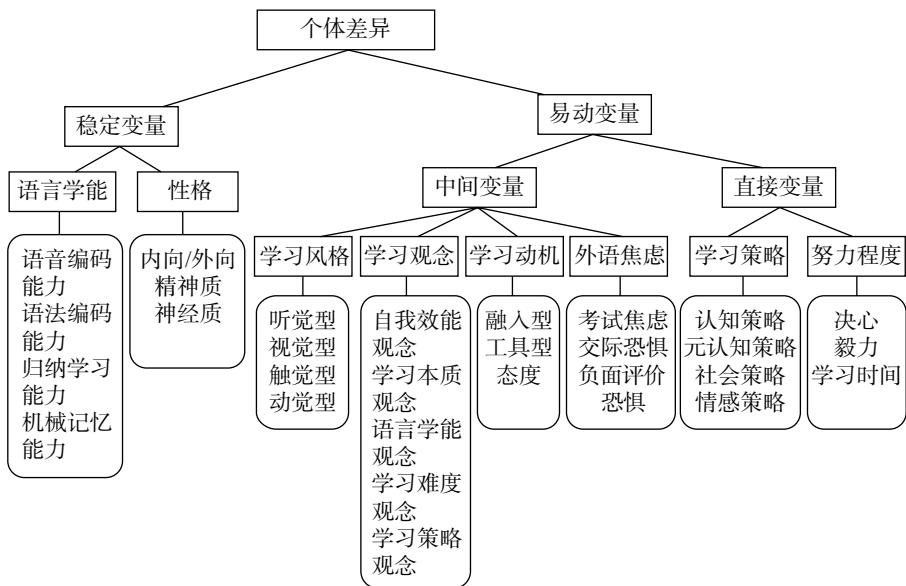 个体差异
稳定变量
易动变量
语言学能
性格
中间变量
直接变量
学习风格
学习观念
学习动机
外语焦虑
学习策略
努力程度
语音编码
能力
语法编码
能力
归纳学习
能力
机械记忆
能力
内向/外向
精神质
神经质
听觉型
视觉型
触觉型
动觉型
自我效能
观念
学习本质
观念
语言学能
观念
学习难度
观念
学习策略
观念
融入型
工具型
态度
考试焦虑
交际恐惧
负面评价
恐惧
认知策略
元认知策略
社会策略
情感策略
决心
毅力
学习时间